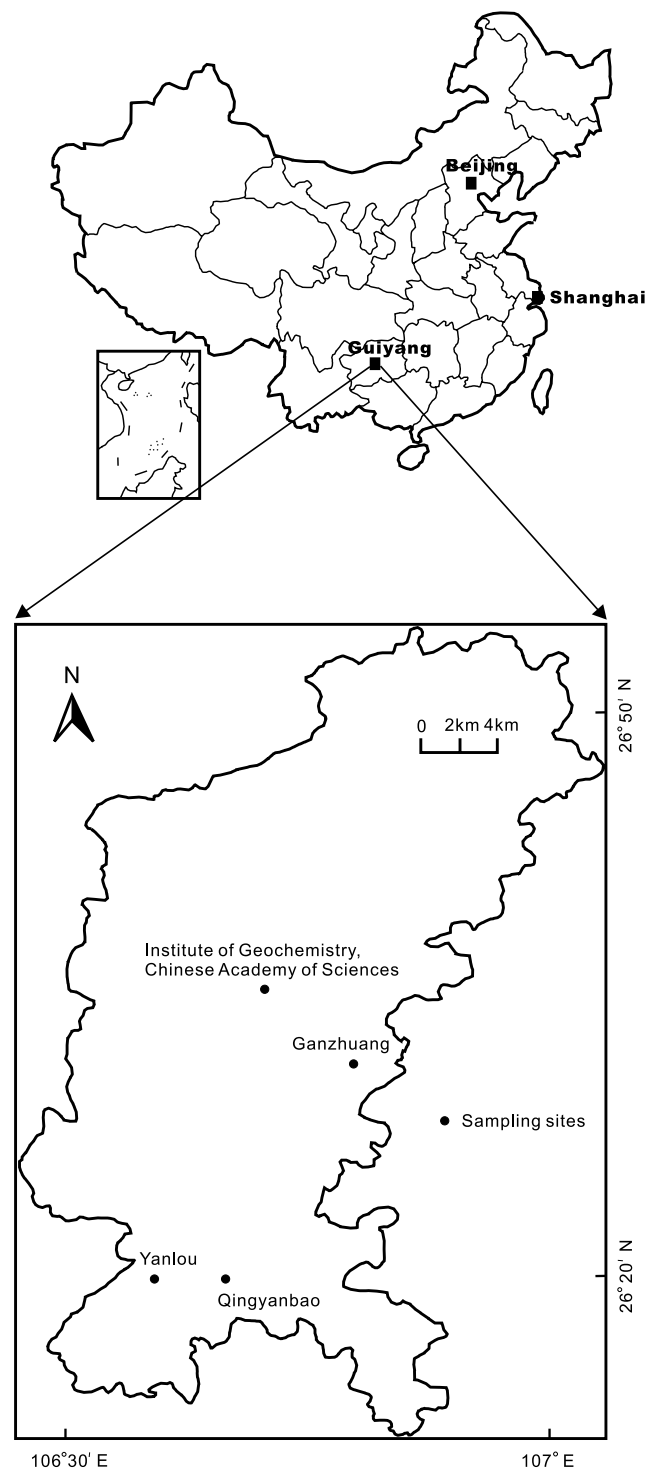 Beijing
Shanghai
Guiyang
N
0 2km 4km
26°50′ N
Institute of Geochemistry,
Chinese Academy of Sciences
Ganzhuang
Sampling sites
Yanlou
Qingyanbao
26°20′ N
106°30′ E
107° E